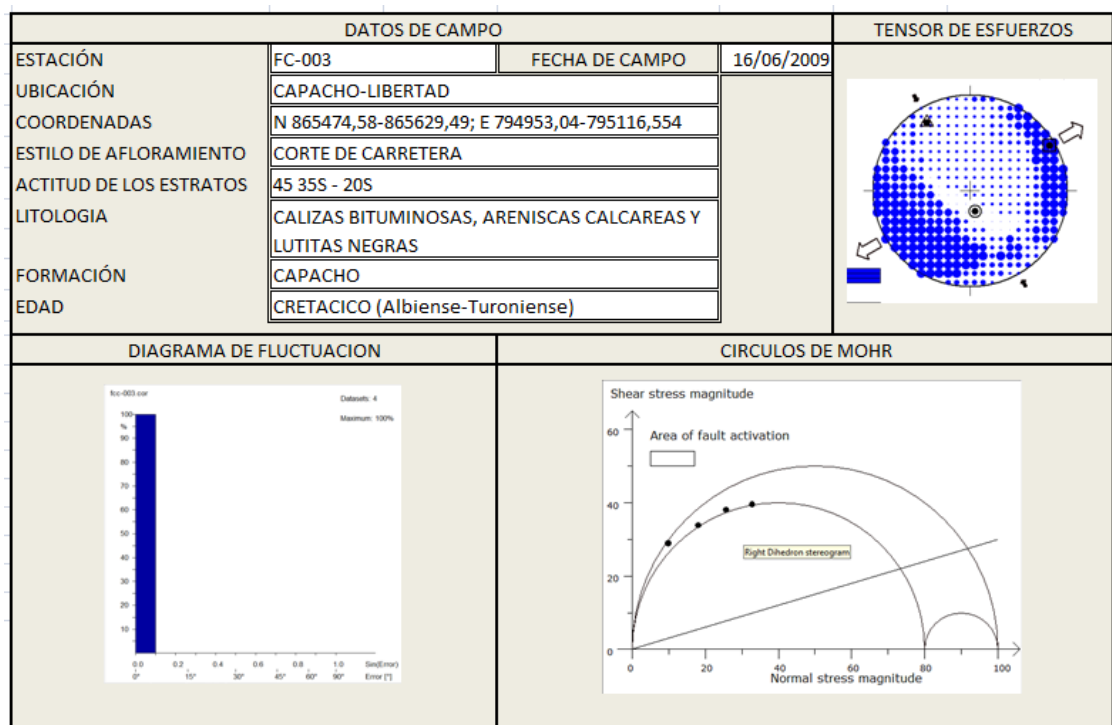 DATOS DE CAMPO
TENSOR DE ESFUERZOS
ESTACIÓN FC-003 FECHA DE CAMPO 16/06/2009
UBICACIÓN CAPACHO-LIBERTAD
COORDENADAS N 865474,58-865629,49; E 794953,04-795116,554
ESTILO DE AFLORAMIENTO CORTE DE CARRETERA
ACTITUD DE LOS ESTRATOS 45 35S - 20S
LITOLOGIA CALIZAS BITUMINOSAS, ARENISCAS CALCAREAS Y
LUTITAS NEGRAS
FORMACIÓN CAPACHO
EDAD CRETACICO (Albiense-Turoniense)
DIAGRAMA DE FLUCTUACION
fcc-003.cor
Datasets: 4
Maximum: 100%
100
%
90
80
70
60
50
40
30
20
10
0.0 0.2 0.4 0.6 0.8 1.0 Sin(Error)
0° 15° 30° 45° 60° 90° Error [°]
CIRCULOS DE MOHR
Shear stress magnitude
60
Area of fault activation
40
Right Dihedron stereogram
20
0
0 20 40 60 80 100
Normal stress magnitude